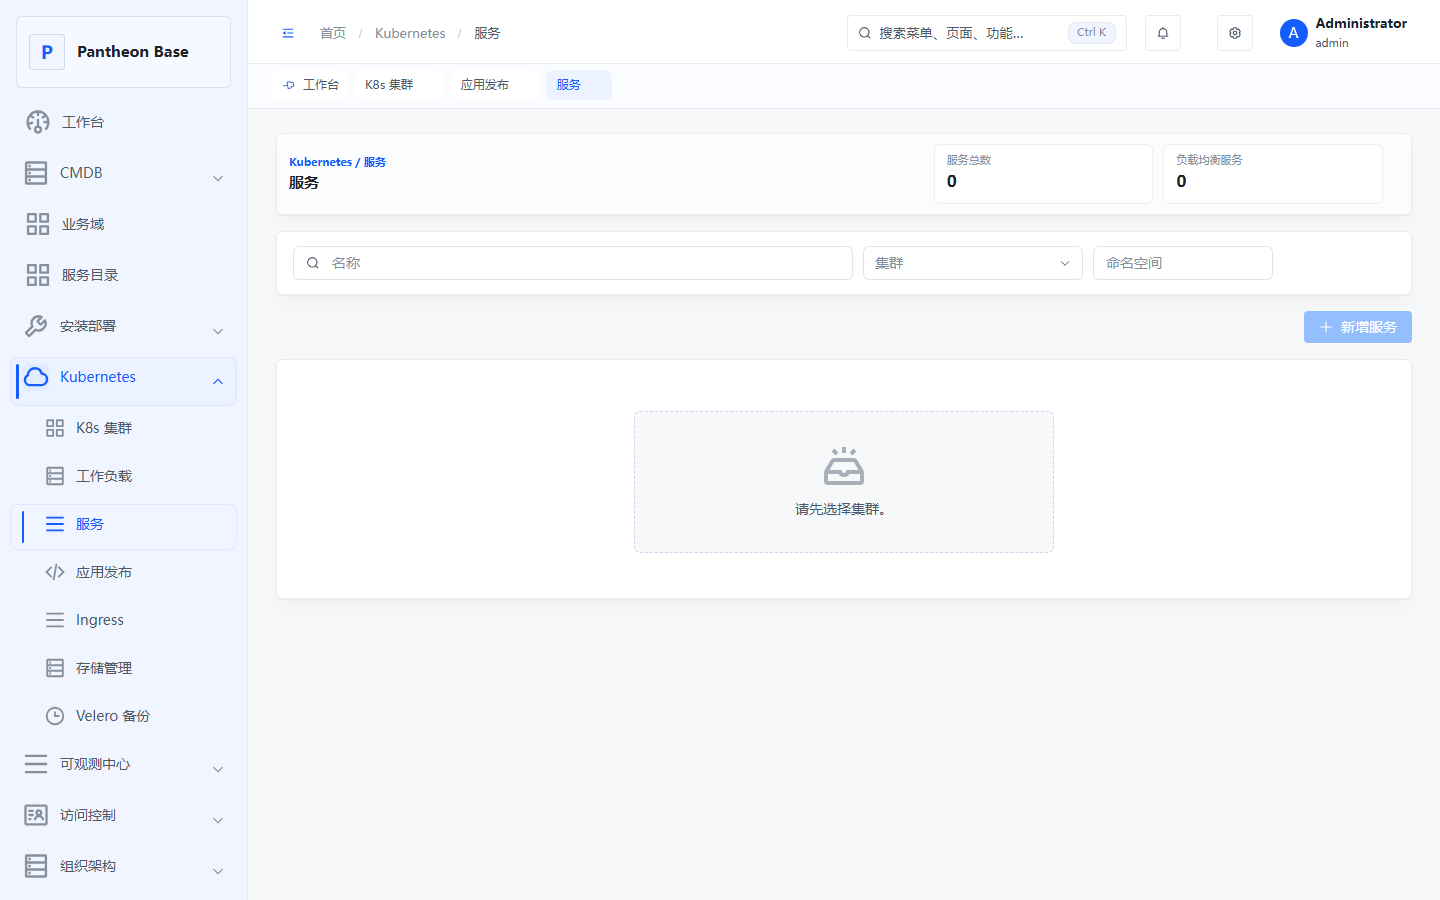 P
Pantheon Base
工作台
CMDB
业务域
服务目录
安装部署
Kubernetes
K8s 集群
工作负载
服务
应用发布
Ingress
存储管理
Velero 备份
可观测中心
访问控制
组织架构
首页 / Kubernetes / 服务
搜索菜单、页面、功能... Ctrl K
A
Administrator
admin
工作台 K8s 集群 应用发布 服务
Kubernetes / 服务
服务
服务总数
0
负载均衡服务
0
名称 集群 命名空间
新增服务
请先选择集群。